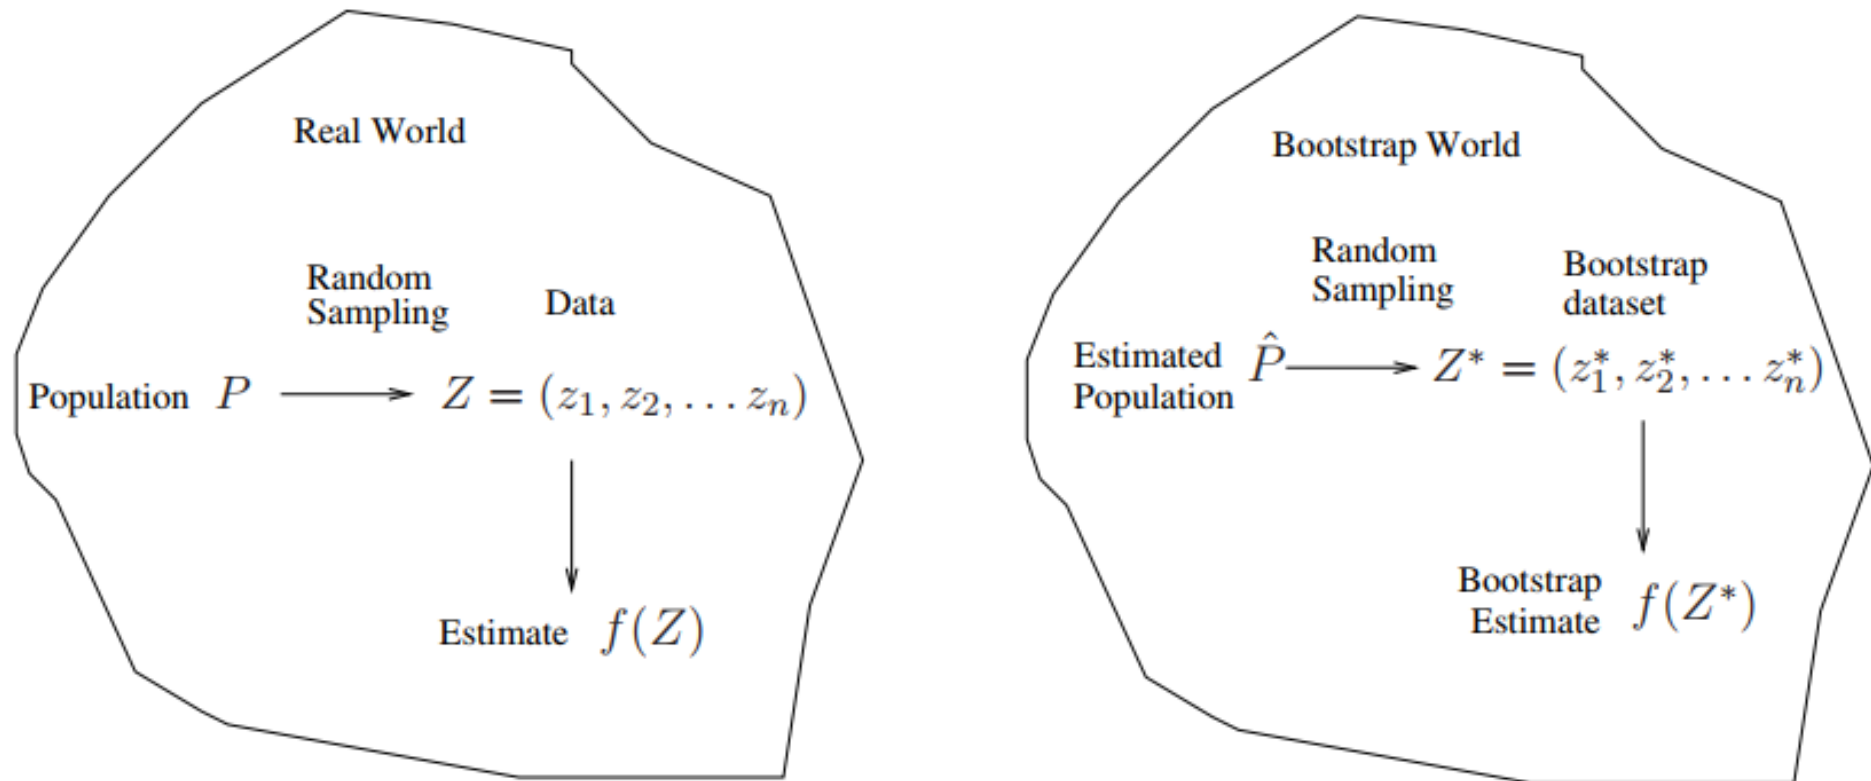 Real World
Random
Sampling
Data
Population P
Z = (z₁, z₂, . . . zₙ)
Estimate f(Z)
Bootstrap World
Random
Sampling
Bootstrap
dataset
Estimated
Population
P̂
Z* = (z₁*, z₂*, . . . zₙ*)
Bootstrap
Estimate
f(Z*)